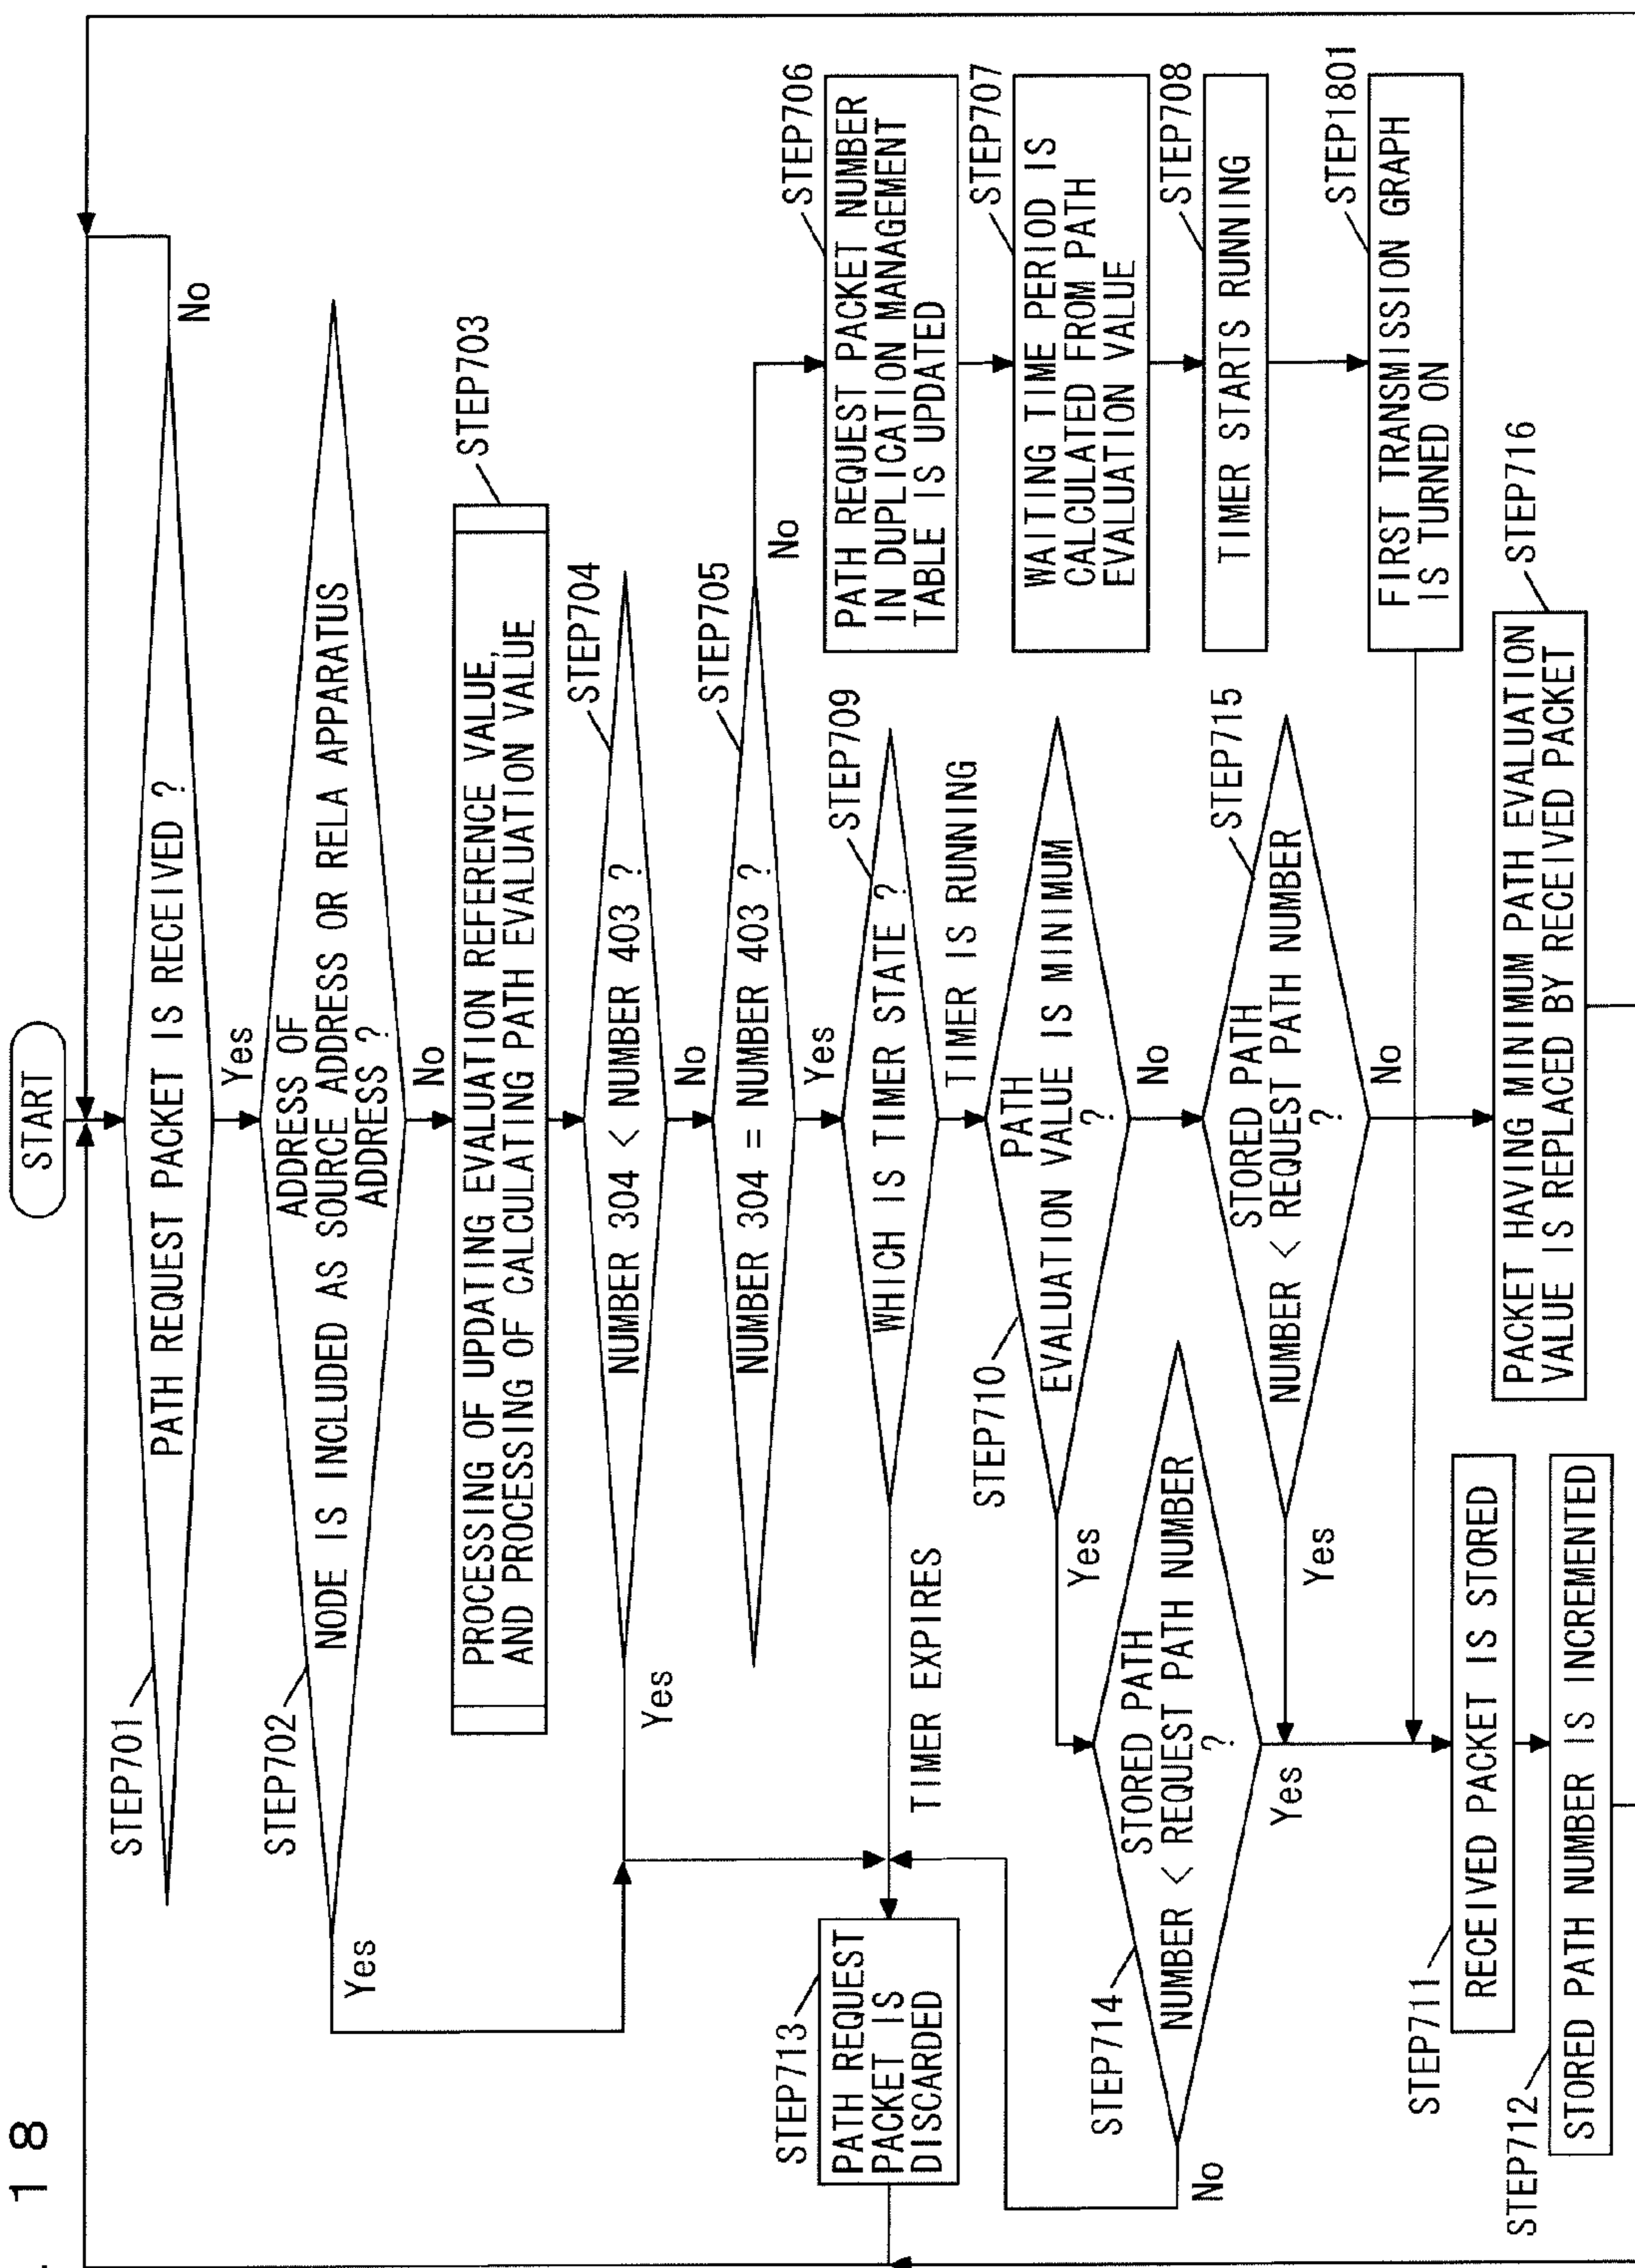 1 8
START
STEP701
PATH REQUEST PACKET IS RECEIVED ?
No
Yes
STEP702
ADDRESS OF
NODE IS INCLUDED AS SOURCE ADDRESS OR RELA APPARATUS
ADDRESS ?
Yes
No
STEP703
PROCESSING OF UPDATING EVALUATION REFERENCE VALUE,
AND PROCESSING OF CALCULATING PATH EVALUATION VALUE
STEP704
NUMBER 304 < NUMBER 403 ?
Yes
No
STEP705
NUMBER 304 = NUMBER 403 ?
No
Yes
STEP706
PATH REQUEST PACKET NUMBER
IN DUPLICATION MANAGEMENT
TABLE IS UPDATED
STEP707
WAITING TIME PERIOD IS
CALCULATED FROM PATH
EVALUATION VALUE
STEP708
TIMER STARTS RUNNING
STEP1801
FIRST TRANSMISSION GRAPH
IS TURNED ON
STEP709
WHICH IS TIMER STATE ?
TIMER EXPIRES
TIMER IS RUNNING
STEP713
PATH REQUEST
PACKET IS
DISCARDED
STEP710
PATH
EVALUATION VALUE IS MINIMUM
?
Yes
No
STEP714
STORED PATH
NUMBER < REQUEST PATH NUMBER
?
No
Yes
STEP715
STORED PATH
NUMBER < REQUEST PATH NUMBER
?
Yes
No
STEP711
RECEIVED PACKET IS STORED
STEP712
STORED PATH NUMBER IS INCREMENTED
STEP716
PACKET HAVING MINIMUM PATH EVALUATION
VALUE IS REPLACED BY RECEIVED PACKET